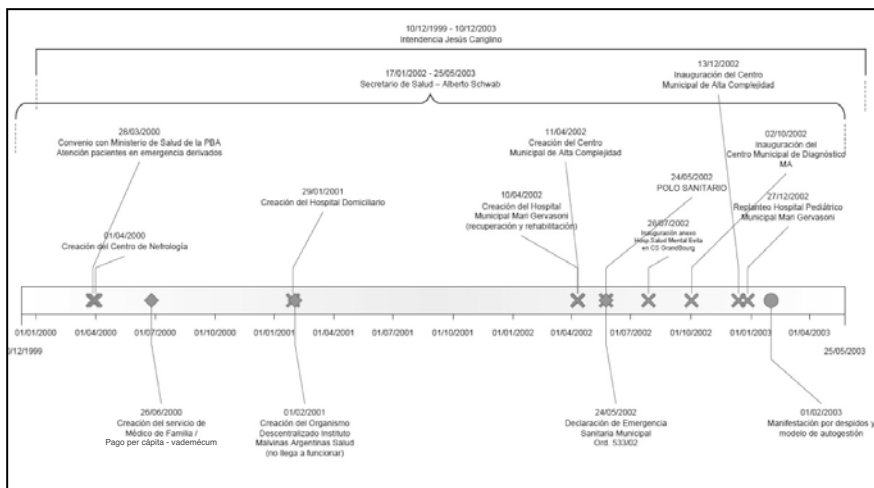 10/12/1999 - 10/12/2003
Intendencia Jesús Cariglino
17/01/2002 - 25/05/2003
Secretario de Salud – Alberto Schwab
13/12/2002
Inauguración del Centro
Municipal de Alta Complejidad
28/03/2000
Convenio con Ministerio de Salud de la PBA
Atención pacientes en emergencia derivados
11/04/2002
Creación del Centro
Municipal de Alta Complejidad
02/10/2002
Inauguración del
Centro Municipal de Diagnóstico
MA
29/01/2001
Creación del Hospital Domiciliario
24/05/2002
POLO SANITARIO
10/04/2002
Creación del Hospital
Municipal Mari Gervasoni
(recuperación y rehabilitación)
27/12/2002
Replanteo Hospital Pediátrico
Municipal Mari Gervasoni
01/04/2000
Creación del Centro de Nefrología
26/07/2002
Inauguración anexo
Hosp.Salud Mental Evita
en CS GrandBourg
01/01/2000 01/04/2000 01/07/2000 01/10/2000 01/01/2001 01/04/2001 01/07/2001 01/10/2001 01/01/2002 01/04/2002 01/07/2002 01/10/2002 01/01/2003 01/04/2003
0/12/1999 25/05/2003
26/06/2000
Creación del servicio de
Médico de Familia /
Pago per cápita - vademécum
01/02/2001
Creación del Organismo
Descentralizado Instituto
Malvinas Argentinas Salud
(no llega a funcionar)
24/05/2002
Declaración de Emergencia
Sanitaria Municipal
Ord. 533/02
01/02/2003
Manifestación por despidos y
modelo de autogestión